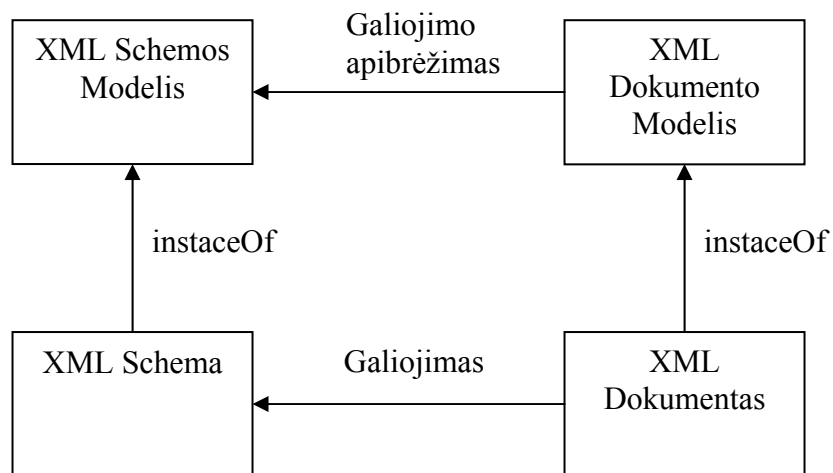 XML Schemos
Modelis
Galiojimo
apibrėžimas
XML
Dokumento
Modelis
instaceOf
instaceOf
XML Schema
Galiojimas
XML
Dokumentas